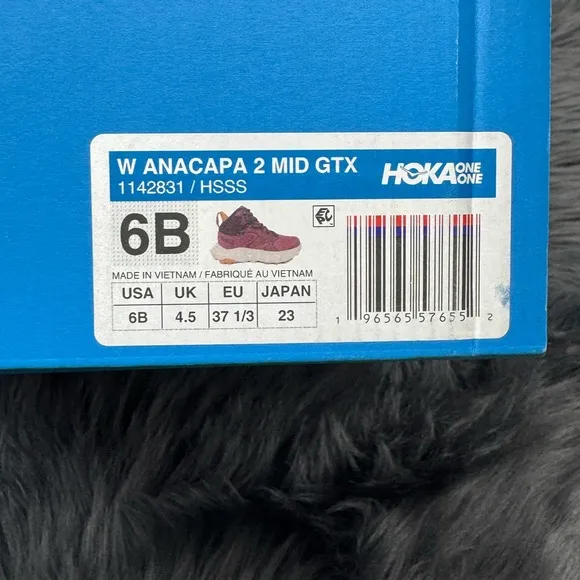 W ANACAPA 2 MID GTX
1142831 / HSSS
HOKA ONE ONE
6B
MADE IN VIETNAM / FABRIQUÉ AU VIETNAM
USA UK EU JAPAN
6B 4.5 37 1/3 23
1 96565 57655 2